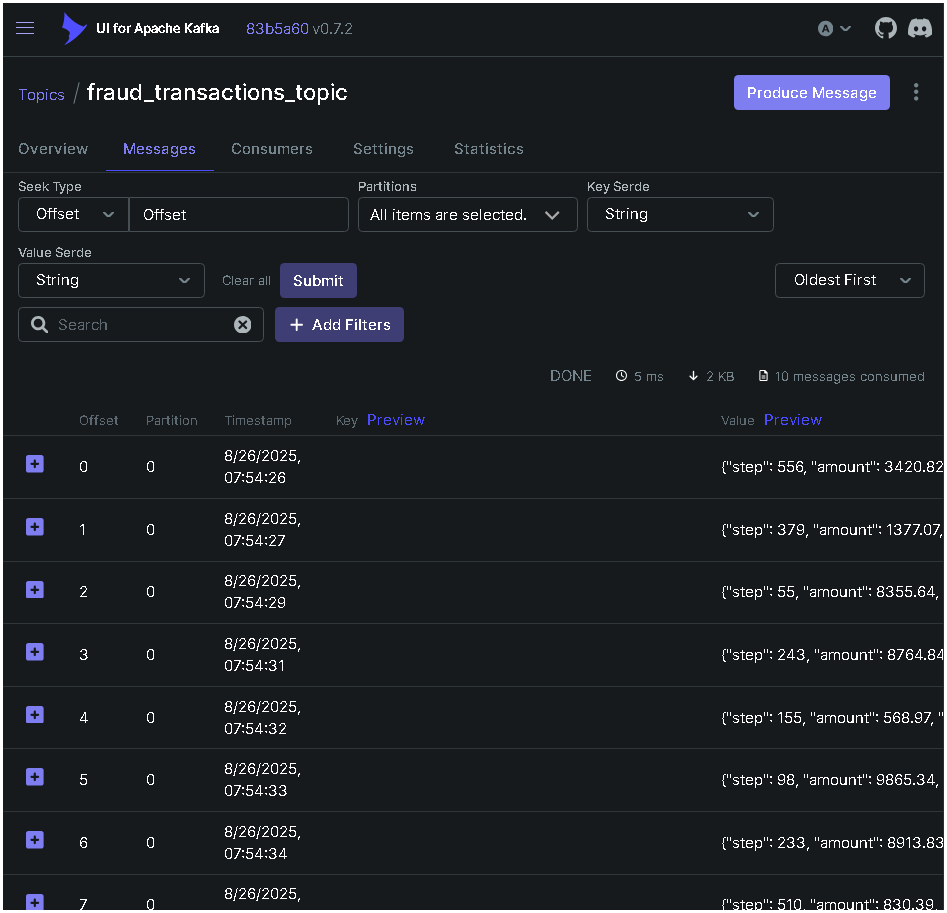 UI for Apache Kafka 83b5a60 v0.7.2 A
Topics / fraud_transactions_topic Produce Message
Overview Messages Consumers Settings Statistics
Seek Type Partitions Key Serde
Offset Offset All items are selected. String
Value Serde
String Clear all Submit Oldest First
Search Add Filters
DONE 5 ms 2 KB 10 messages consumed
Offset Partition Timestamp Key Preview Value Preview
0 0 8/26/2025, 07:54:26 {"step": 556, "amount": 3420.82
1 0 8/26/2025, 07:54:27 {"step": 379, "amount": 1377.07,
2 0 8/26/2025, 07:54:29 {"step": 55, "amount": 8355.64,
3 0 8/26/2025, 07:54:31 {"step": 243, "amount": 8764.84
4 0 8/26/2025, 07:54:32 {"step": 155, "amount": 568.97, "
5 0 8/26/2025, 07:54:33 {"step": 98, "amount": 9865.34,
6 0 8/26/2025, 07:54:34 {"step": 233, "amount": 8913.83
7 0 8/26/2025, {"step": 510, "amount": 830.39,